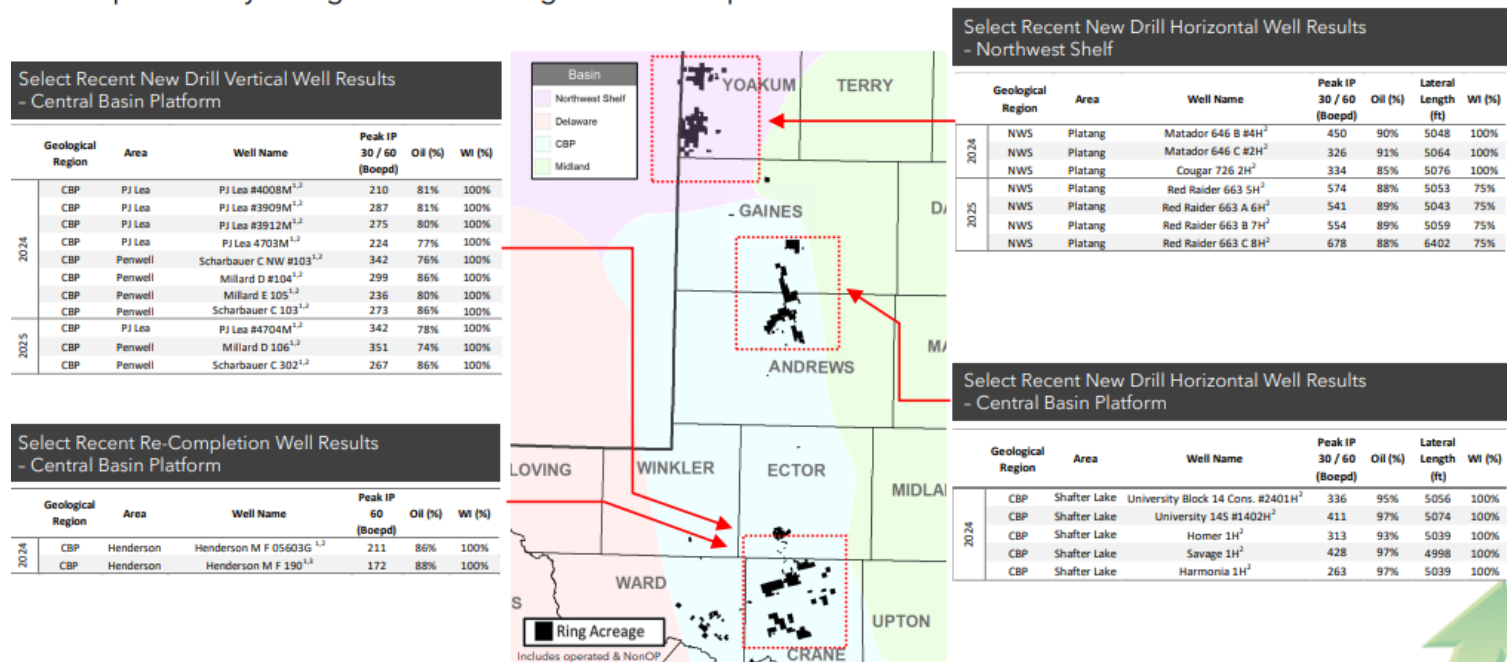 Select Recent New Drill Vertical Well Results
– Central Basin Platform
Geological Region Area Well Name Peak IP 30 / 60 (Boepd) Oil (%) WI (%)
2024
CBP PJ Lea PJ Lea #4008M1,2 210 81% 100%
CBP PJ Lea PJ Lea #3909M1,2 287 81% 100%
CBP PJ Lea PJ Lea #3912M1,2 275 80% 100%
CBP PJ Lea PJ Lea 4703M1,2 224 77% 100%
CBP Penwell Scharbauer C NW #1031,2 342 76% 100%
CBP Penwell Millard D #1041,2 299 86% 100%
CBP Penwell Millard E 1051,2 236 80% 100%
CBP Penwell Scharbauer C 1031,2 273 86% 100%
2025
CBP PJ Lea PJ Lea #4704M1,2 342 78% 100%
CBP Penwell Millard D 1061,2 351 74% 100%
CBP Penwell Scharbauer C 3021,2 267 86% 100%
Select Recent Re-Completion Well Results
– Central Basin Platform
Geological Region Area Well Name Peak IP 60 (Boepd) Oil (%) WI (%)
2024
CBP Henderson Henderson M F 05603G 1,2 211 86% 100%
CBP Henderson Henderson M F 1901,3 172 88% 100%
Basin
Northwest Shelf
Delaware
CBP
Midland
YOAKUM
TERRY
GAINES
ANDREWS
LOVING
WINKLER
ECTOR
WARD
UPTON
CRANE
Ring Acreage
Includes operated & NonOP
Select Recent New Drill Horizontal Well Results
– Northwest Shelf
Geological Region Area Well Name Peak IP 30 / 60 (Boepd) Oil (%) Lateral Length (ft) WI (%)
2024
NWS Platang Matador 646 B #4H2 450 90% 5048 100%
NWS Platang Matador 646 C #2H2 326 91% 5064 100%
NWS Platang Cougar 726 2H2 334 85% 5076 100%
2025
NWS Platang Red Raider 663 5H2 574 88% 5053 75%
NWS Platang Red Raider 663 A 6H2 541 89% 5043 75%
NWS Platang Red Raider 663 B 7H2 554 89% 5059 75%
NWS Platang Red Raider 663 C 8H2 678 88% 6402 75%
Select Recent New Drill Horizontal Well Results
– Central Basin Platform
Geological Region Area Well Name Peak IP 30 / 60 (Boepd) Oil (%) Lateral Length (ft) WI (%)
2024
CBP Shafter Lake University Block 14 Cons. #2401H2 336 95% 5056 100%
CBP Shafter Lake University 14S #1402H2 411 97% 5074 100%
CBP Shafter Lake Homer 1H2 313 93% 5039 100%
CBP Shafter Lake Savage 1H2 428 97% 4998 100%
CBP Shafter Lake Harmonia 1H2 263 97% 5039 100%